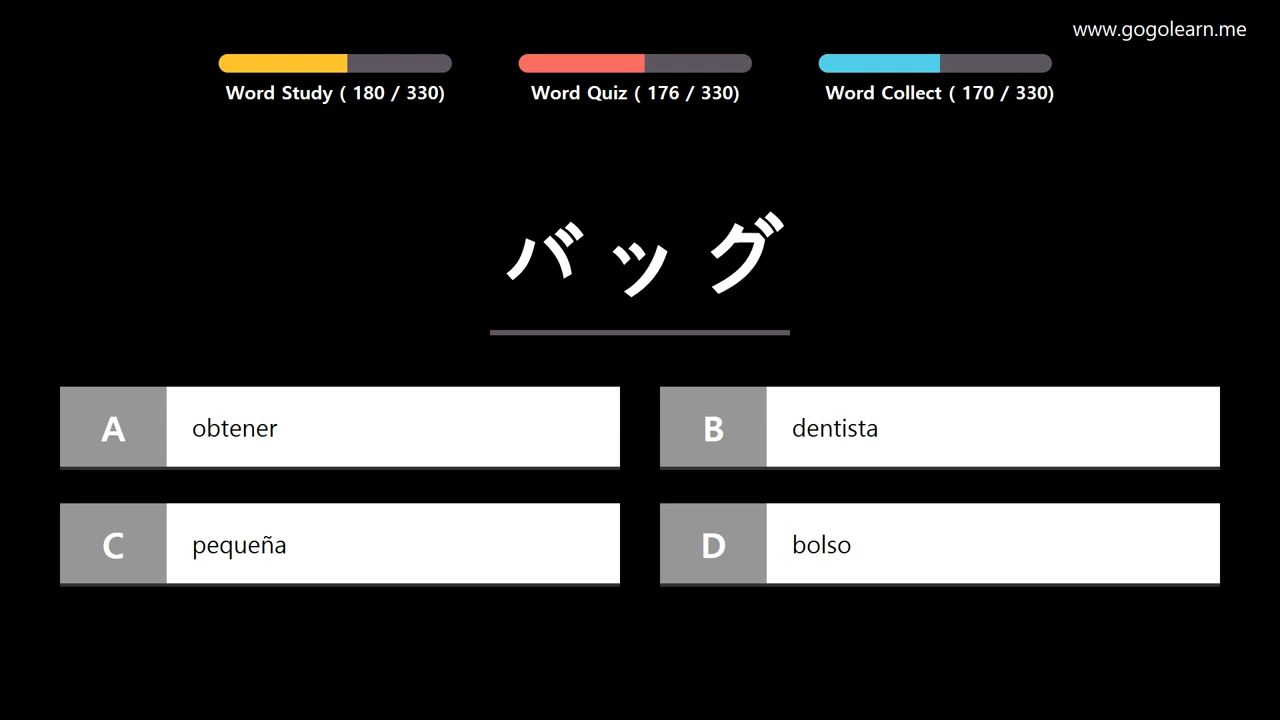 www.gogolearn.me
Word Study ( 180 / 330)
Word Quiz ( 176 / 330)
Word Collect ( 170 / 330)
バッグ
A obtener
B dentista
C pequeña
D bolso